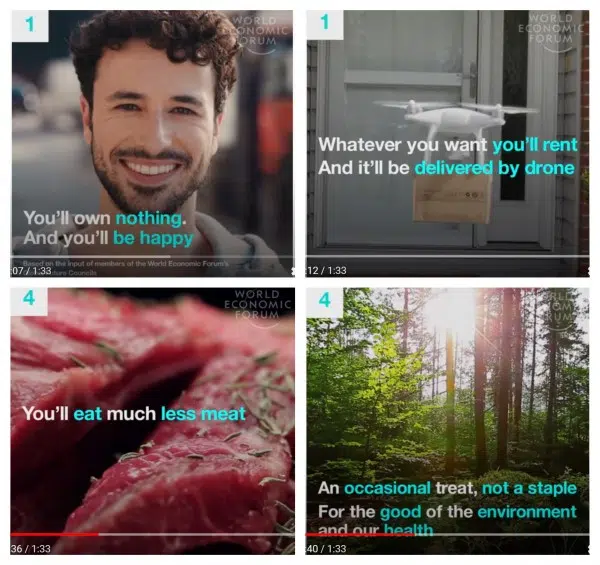 1
WORLD
ECONOMIC
FORUM
You'll own nothing.
And you'll be happy
Based on the input of members of the World Economic Forum's
Councils
:07 / 1:33
1
WORLD
ECONOMIC
FORUM
Whatever you want you'll rent
And it'll be delivered by drone
:12 / 1:33
4
WORLD
ECONOMIC
FORUM
You'll eat much less meat
:36 / 1:33
4
WORLD
ECONOMIC
FORUM
An occasional treat, not a staple
For the good of the environment
and our health
:40 / 1:33